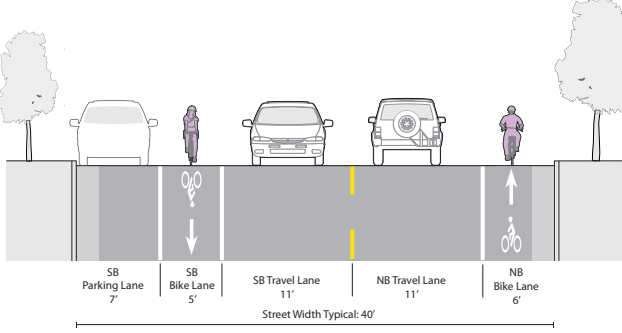 SB
Parking Lane
7’
SB
Bike Lane
5’
SB Travel Lane
11’
NB Travel Lane
11’
NB
Bike Lane
6’
Street Width Typical: 40’